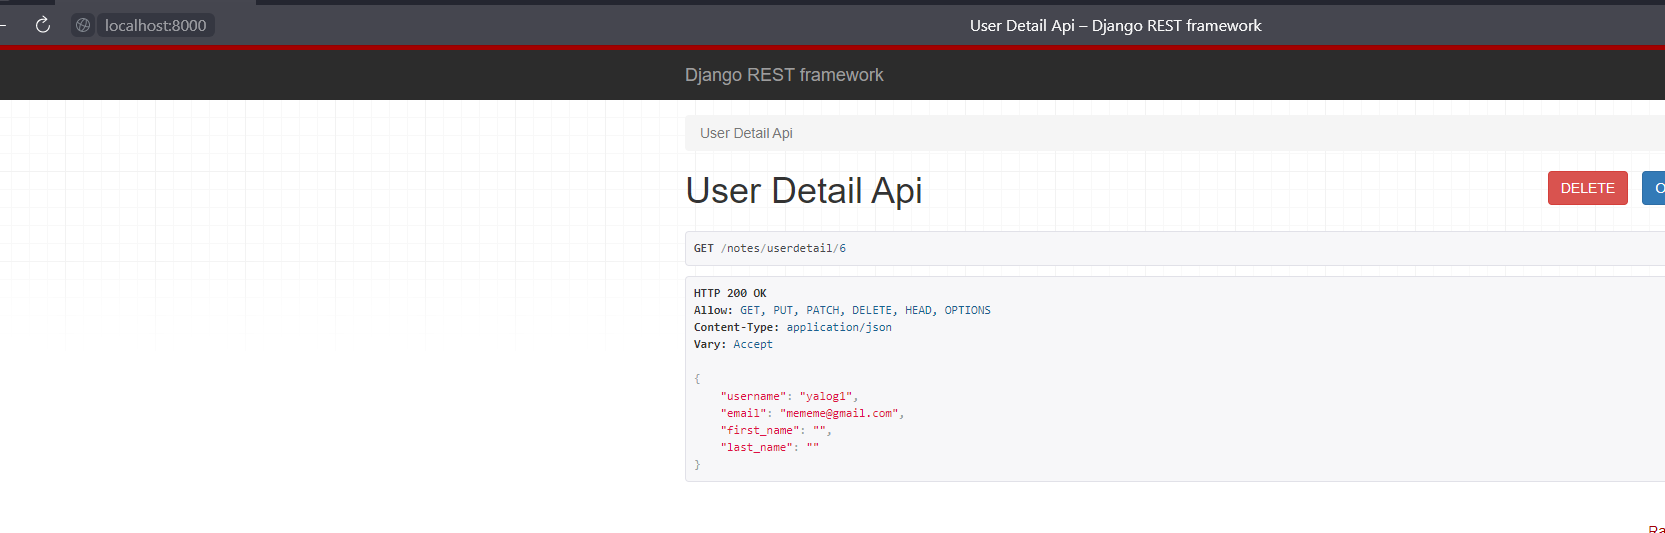 localhost:8000
User Detail Api – Django REST framework
Django REST framework
User Detail Api
User Detail Api
DELETE
GET /notes/userdetail/6
HTTP 200 OK
Allow: GET, PUT, PATCH, DELETE, HEAD, OPTIONS
Content-Type: application/json
Vary: Accept
{
"username": "yalog1",
"email": "mememe@gmail.com",
"first_name": "",
"last_name": ""
}